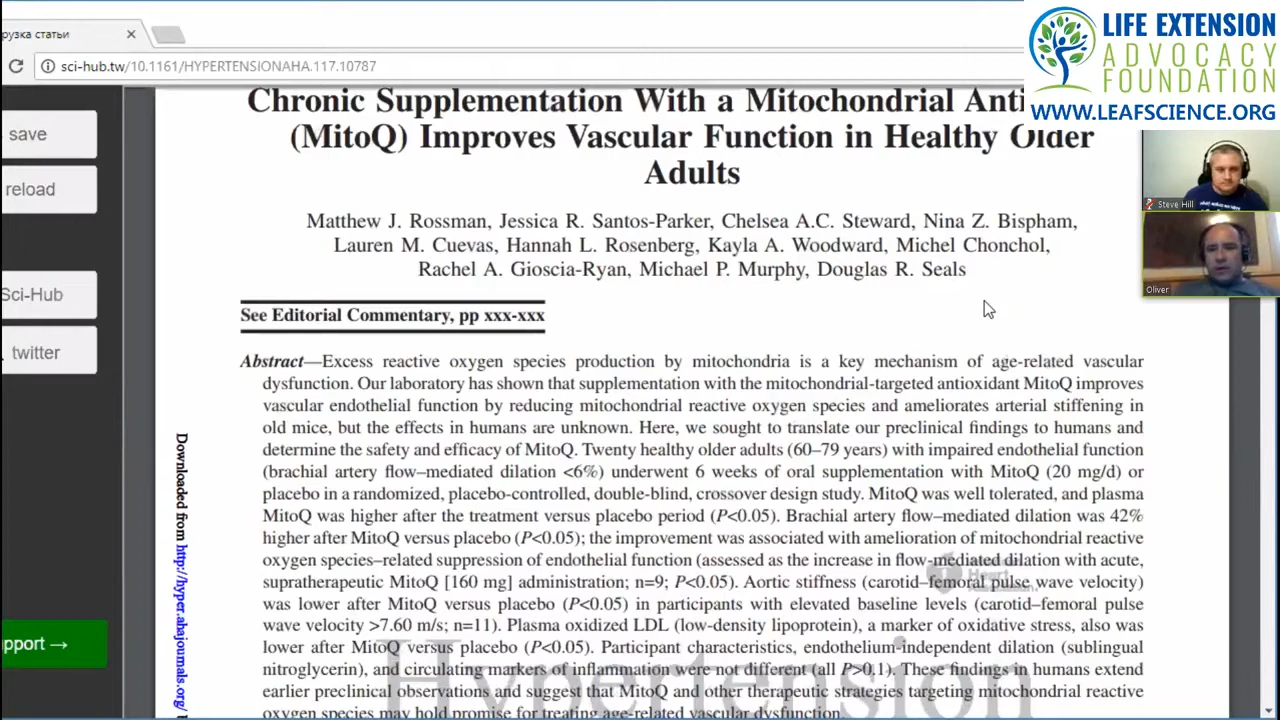 рузка статьи
sci-hub.tw/10.1161/HYPERTENSIONAHA.117.10787
LIFE EXTENSION
ADVOCACY
FOUNDATION
WWW.LEAFSCIENCE.ORG
Steve Hill
Oliver
save
reload
Sci-Hub
twitter
pport →
Chronic Supplementation With a Mitochondrial Anti
(MitoQ) Improves Vascular Function in Healthy Older
Adults
Matthew J. Rossman, Jessica R. Santos-Parker, Chelsea A.C. Steward, Nina Z. Bispham,
Lauren M. Cuevas, Hannah L. Rosenberg, Kayla A. Woodward, Michel Chonchol,
Rachel A. Gioscia-Ryan, Michael P. Murphy, Douglas R. Seals
See Editorial Commentary, pp xxx-xxx
Abstract—Excess reactive oxygen species production by mitochondria is a key mechanism of age-related vascular
dysfunction. Our laboratory has shown that supplementation with the mitochondrial-targeted antioxidant MitoQ improves
vascular endothelial function by reducing mitochondrial reactive oxygen species and ameliorates arterial stiffening in
old mice, but the effects in humans are unknown. Here, we sought to translate our preclinical findings to humans and
determine the safety and efficacy of MitoQ. Twenty healthy older adults (60–79 years) with impaired endothelial function
(brachial artery flow–mediated dilation <6%) underwent 6 weeks of oral supplementation with MitoQ (20 mg/d) or
placebo in a randomized, placebo-controlled, double-blind, crossover design study. MitoQ was well tolerated, and plasma
MitoQ was higher after the treatment versus placebo period (P<0.05). Brachial artery flow–mediated dilation was 42%
higher after MitoQ versus placebo (P<0.05); the improvement was associated with amelioration of mitochondrial reactive
oxygen species–related suppression of endothelial function (assessed as the increase in flow–mediated dilation with acute,
supratherapeutic MitoQ [160 mg] administration; n=9; P<0.05). Aortic stiffness (carotid–femoral pulse wave velocity)
was lower after MitoQ versus placebo (P<0.05) in participants with elevated baseline levels (carotid–femoral pulse
wave velocity >7.60 m/s; n=11). Plasma oxidized LDL (low-density lipoprotein), a marker of oxidative stress, also was
lower after MitoQ versus placebo (P<0.05). Participant characteristics, endothelium-independent dilation (sublingual
nitroglycerin), and circulating markers of inflammation were not different (all P>0.1). These findings in humans extend
earlier preclinical observations and suggest that MitoQ and other therapeutic strategies targeting mitochondrial reactive
oxygen species may hold promise for treating age-related vascular dysfunction.
Hypertension
Downloaded from http://hyper.ahajournals.org/